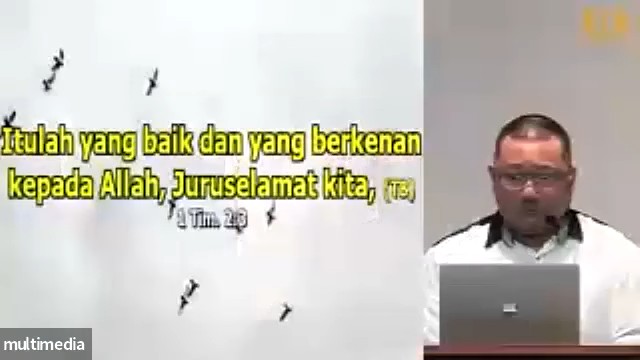 Itulah yang baik dan yang berkenan
kepada Allah, Juruselamat kita, (TB)
1 Tim. 2:3
multimedia